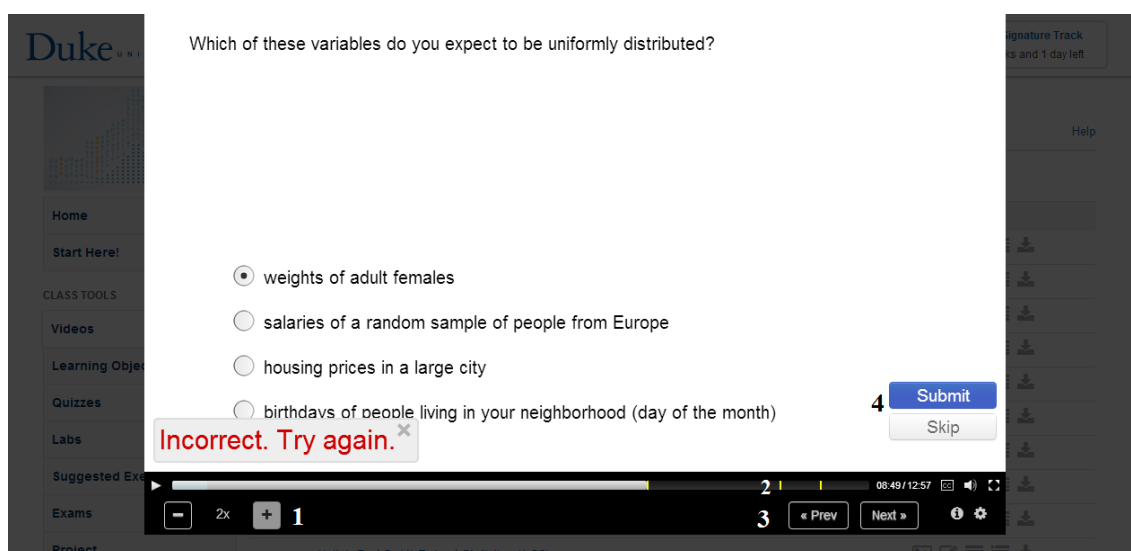 Duke UNI
Which of these variables do you expect to be uniformly distributed?
Signature Track
ks and 1 day left
Help
Home
Start Here!
CLASS TOOLS
Videos
Learning Objec
Quizzes
Labs
Suggested Exe
Exams
Project
weights of adult females
salaries of a random sample of people from Europe
housing prices in a large city
birthdays of people living in your neighborhood (day of the month)
4 Submit
Skip
Incorrect. Try again. ×
2 08:49 / 12:57 CC
− 2x + 1 3 « Prev Next »